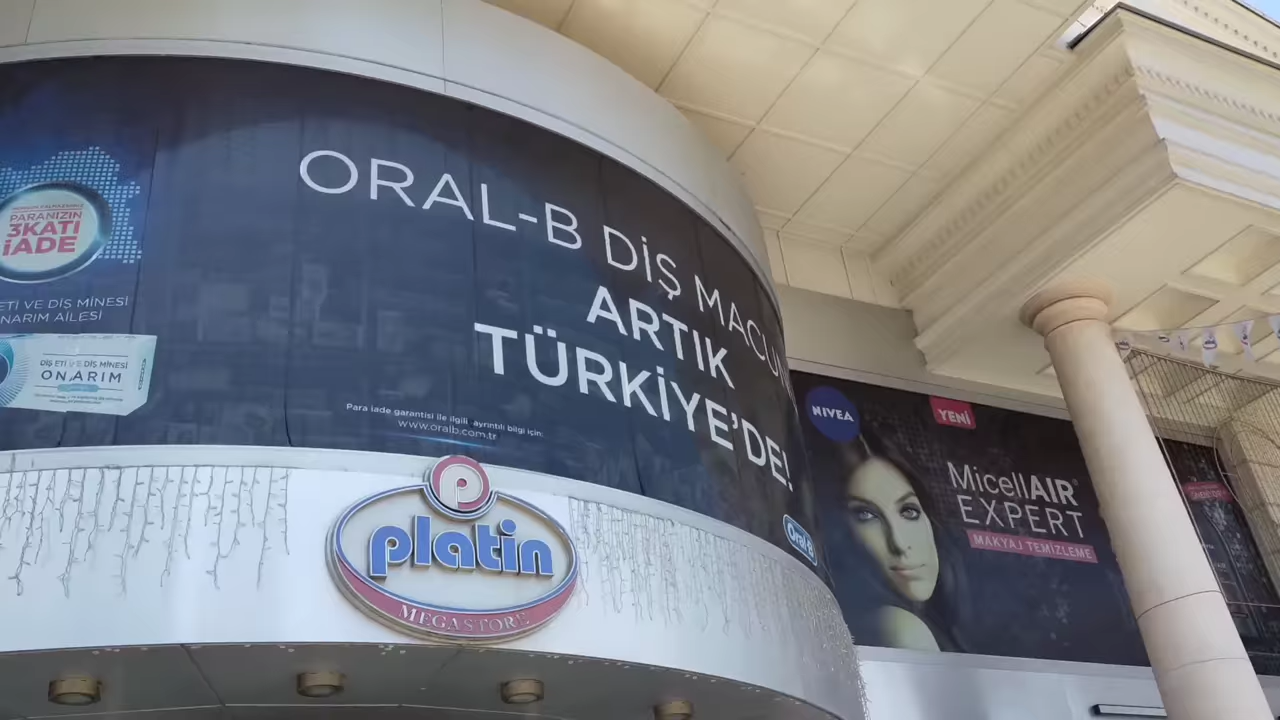 PARANIZIN
3KATI
İADE
ETİ VE DİŞ MİNESİ
NARIM AİLESİ
DİŞ ETİ VE DİŞ MİNESİ
ONARIM
ORAL-B DİŞ MACUN
ARTIK
TÜRKİYE'DE!
Para iade garantisi ile ilgili ayrıntılı bilgi için:
www.oralb.com.tr
Oral-B
p
platin
MEGASTORE
NIVEA
YENİ
MicellAIR
EXPERT
MAKYAJ TEMİZLEME